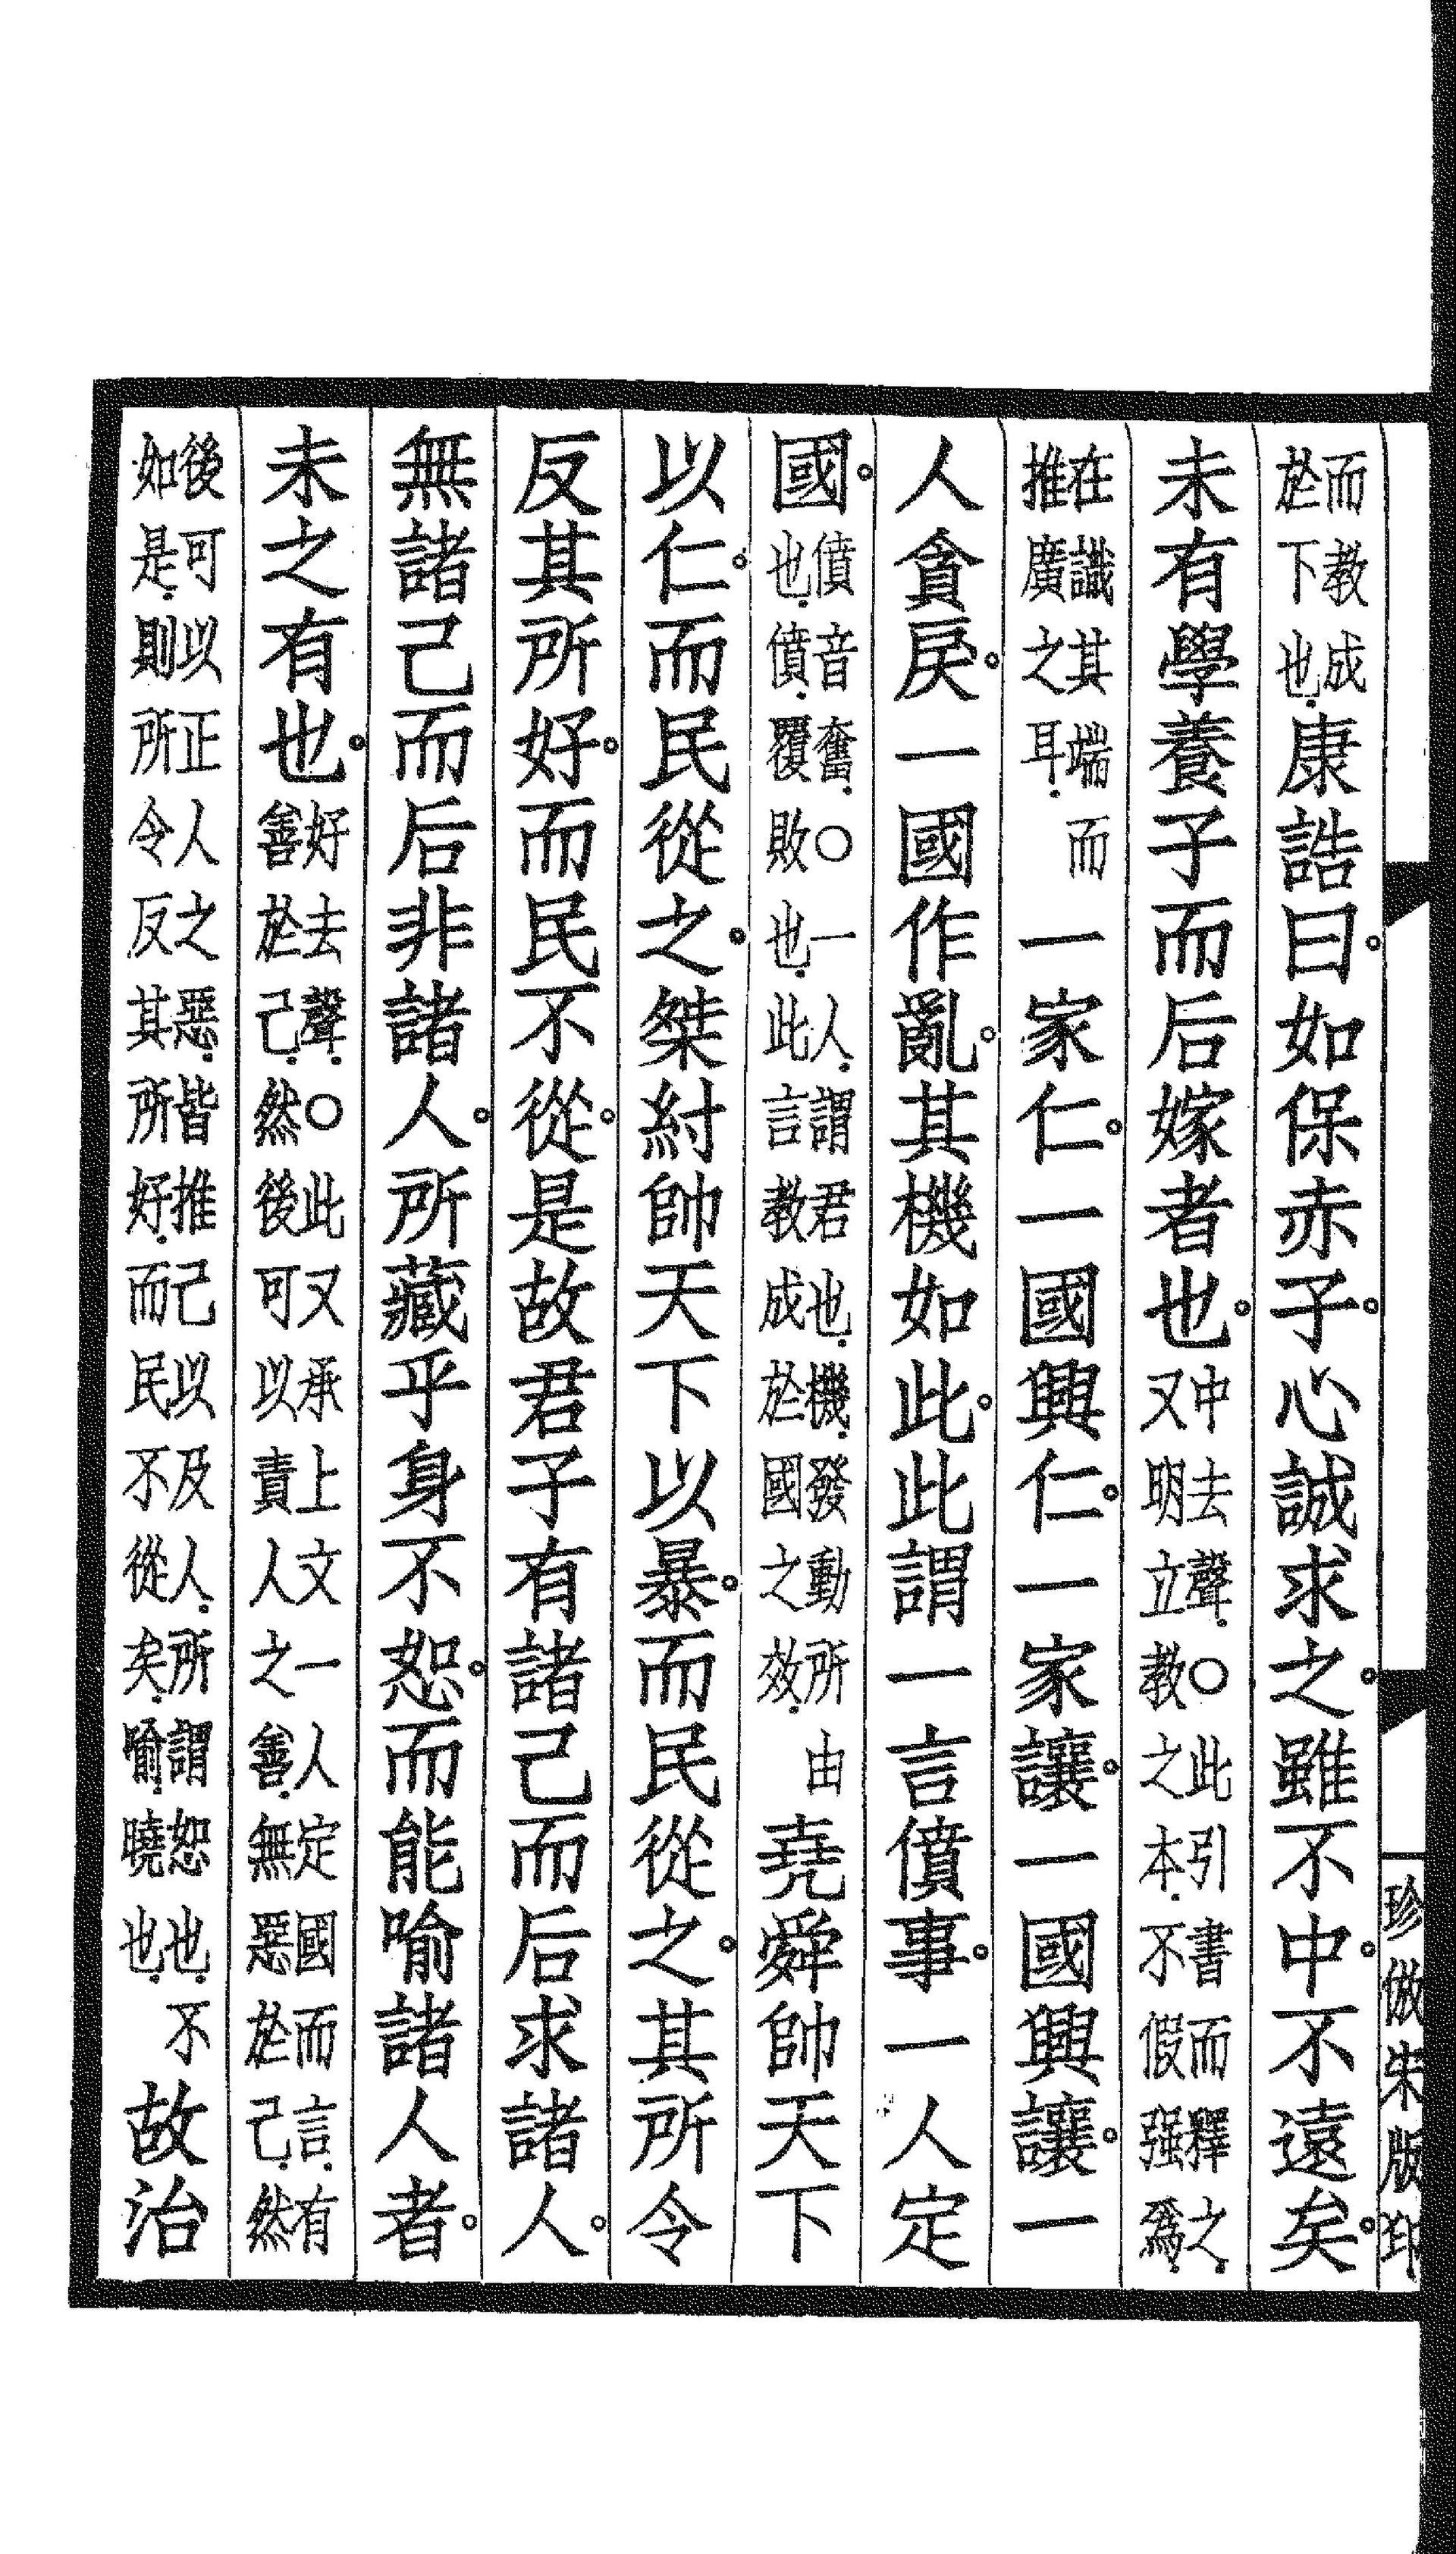 珍倣宋版印
而教成於下也.康誥曰。如保赤子。心誠求之。雖不中。不遠矣。
未有學養子而后嫁者也。中去聲.○此引書而釋之.又明立教之本.不假强爲.
在識其端而推廣之耳.一家仁。一國興仁。一家讓。一國興讓。一
人貪戾。一國作亂。其機如此。此謂一言僨事。一人定
國。僨音奮.○一人.謂君也.機.發動所由也.僨.覆敗也.此言教成於國之效.堯舜帥天下
以仁。而民從之。桀紂帥天下以暴。而民從之。其所令
反其所好。而民不從。是故君子有諸己而后求諸人。
無諸己而后非諸人。所藏乎身不恕。而能喻諸人者。
未之有也。好去聲.○此又承上文一人定國而言.有善於己.然後可以責人之善.無惡於己.然
後可以正人之惡.皆推己以及人.所謂恕也.不如是.則所令反其所好.而民不從矣.喻.曉也.故治